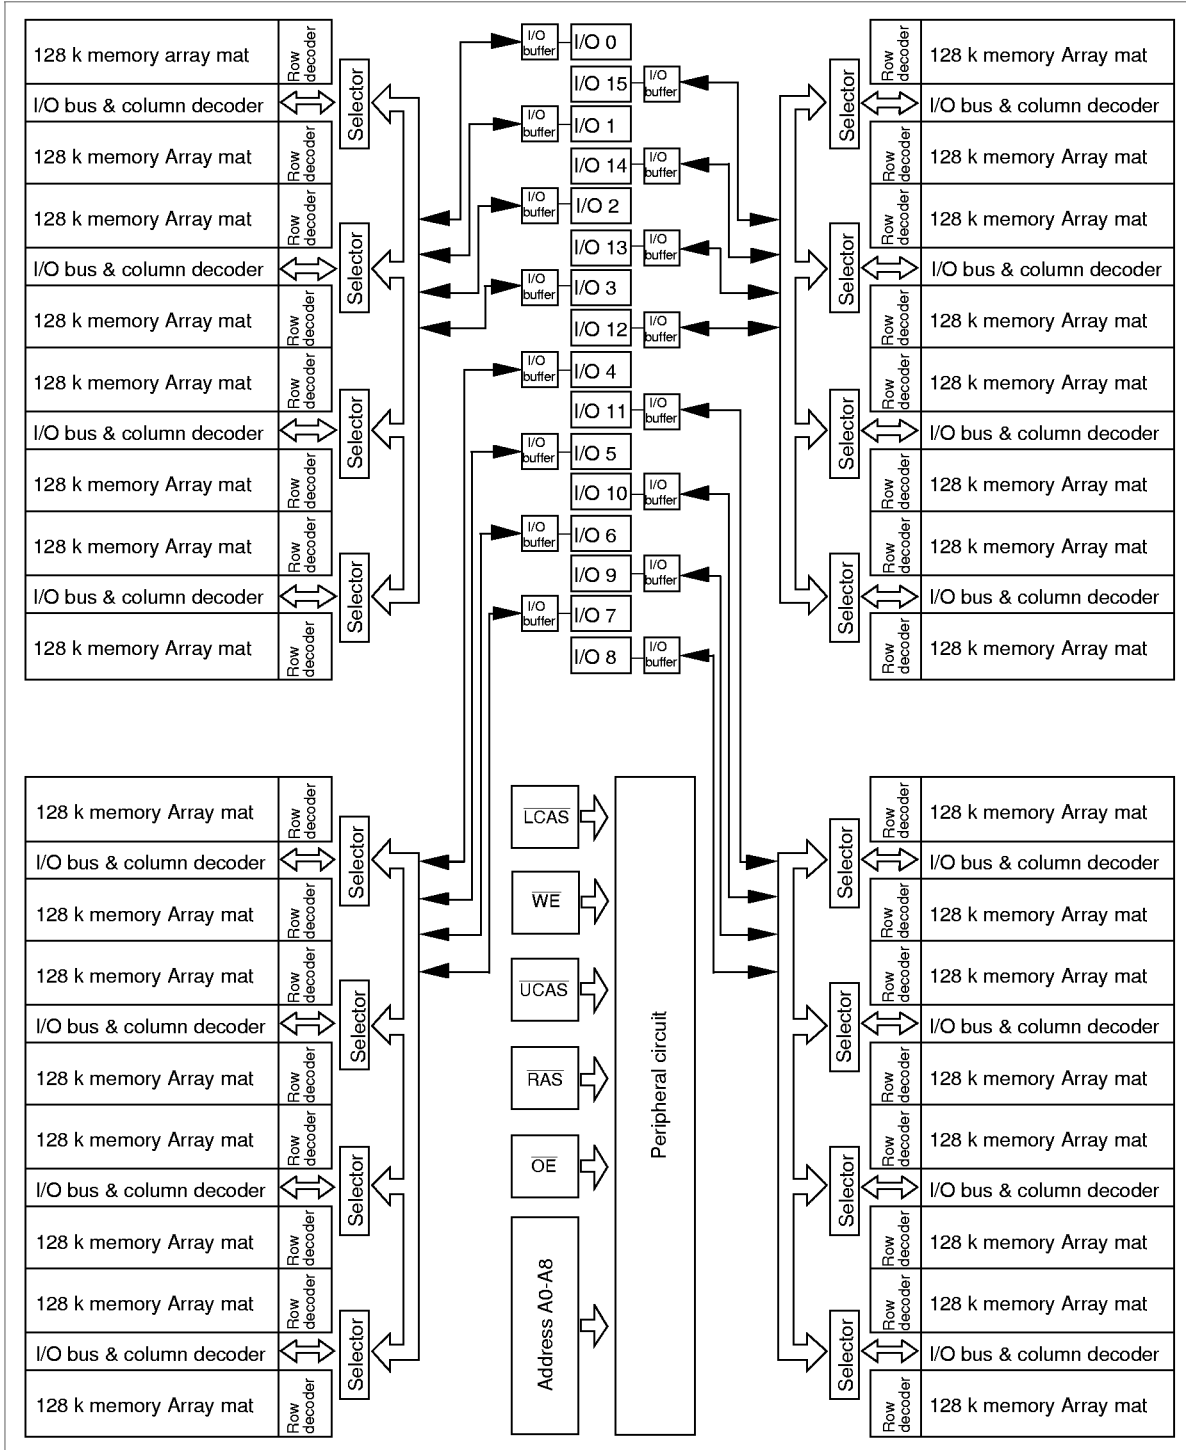 128 k memory array mat
Row decoder
I/O bus & column decoder
Selector
128 k memory Array mat
Row decoder
128 k memory Array mat
Row decoder
I/O bus & column decoder
Selector
128 k memory Array mat
Row decoder
128 k memory Array mat
Row decoder
I/O bus & column decoder
Selector
128 k memory Array mat
Row decoder
128 k memory Array mat
Row decoder
I/O bus & column decoder
Selector
128 k memory Array mat
Row decoder
I/O buffer
I/O 0
I/O 15
I/O buffer
I/O buffer
I/O 1
I/O 14
I/O buffer
I/O buffer
I/O 2
I/O 13
I/O buffer
I/O buffer
I/O 3
I/O 12
I/O buffer
I/O buffer
I/O 4
I/O 11
I/O buffer
I/O buffer
I/O 5
I/O 10
I/O buffer
I/O buffer
I/O 6
I/O 9
I/O buffer
I/O buffer
I/O 7
I/O 8
I/O buffer
Row decoder
128 k memory Array mat
Selector
I/O bus & column decoder
Row decoder
128 k memory Array mat
Row decoder
128 k memory Array mat
Selector
I/O bus & column decoder
Row decoder
128 k memory Array mat
Row decoder
128 k memory Array mat
Selector
I/O bus & column decoder
Row decoder
128 k memory Array mat
Row decoder
128 k memory Array mat
Selector
I/O bus & column decoder
Row decoder
128 k memory Array mat
128 k memory Array mat
Row decoder
I/O bus & column decoder
Selector
128 k memory Array mat
Row decoder
128 k memory Array mat
Row decoder
I/O bus & column decoder
Selector
128 k memory Array mat
Row decoder
128 k memory Array mat
Row decoder
I/O bus & column decoder
Selector
128 k memory Array mat
Row decoder
128 k memory Array mat
Row decoder
I/O bus & column decoder
Selector
128 k memory Array mat
Row decoder
LCAS
WE
UCAS
RAS
OE
Address A0-A8
Peripheral circuit
Row decoder
128 k memory Array mat
Selector
I/O bus & column decoder
Row decoder
128 k memory Array mat
Row decoder
128 k memory Array mat
Selector
I/O bus & column decoder
Row decoder
128 k memory Array mat
Row decoder
128 k memory Array mat
Selector
I/O bus & column decoder
Row decoder
128 k memory Array mat
Row decoder
128 k memory Array mat
Selector
I/O bus & column decoder
Row decoder
128 k memory Array mat